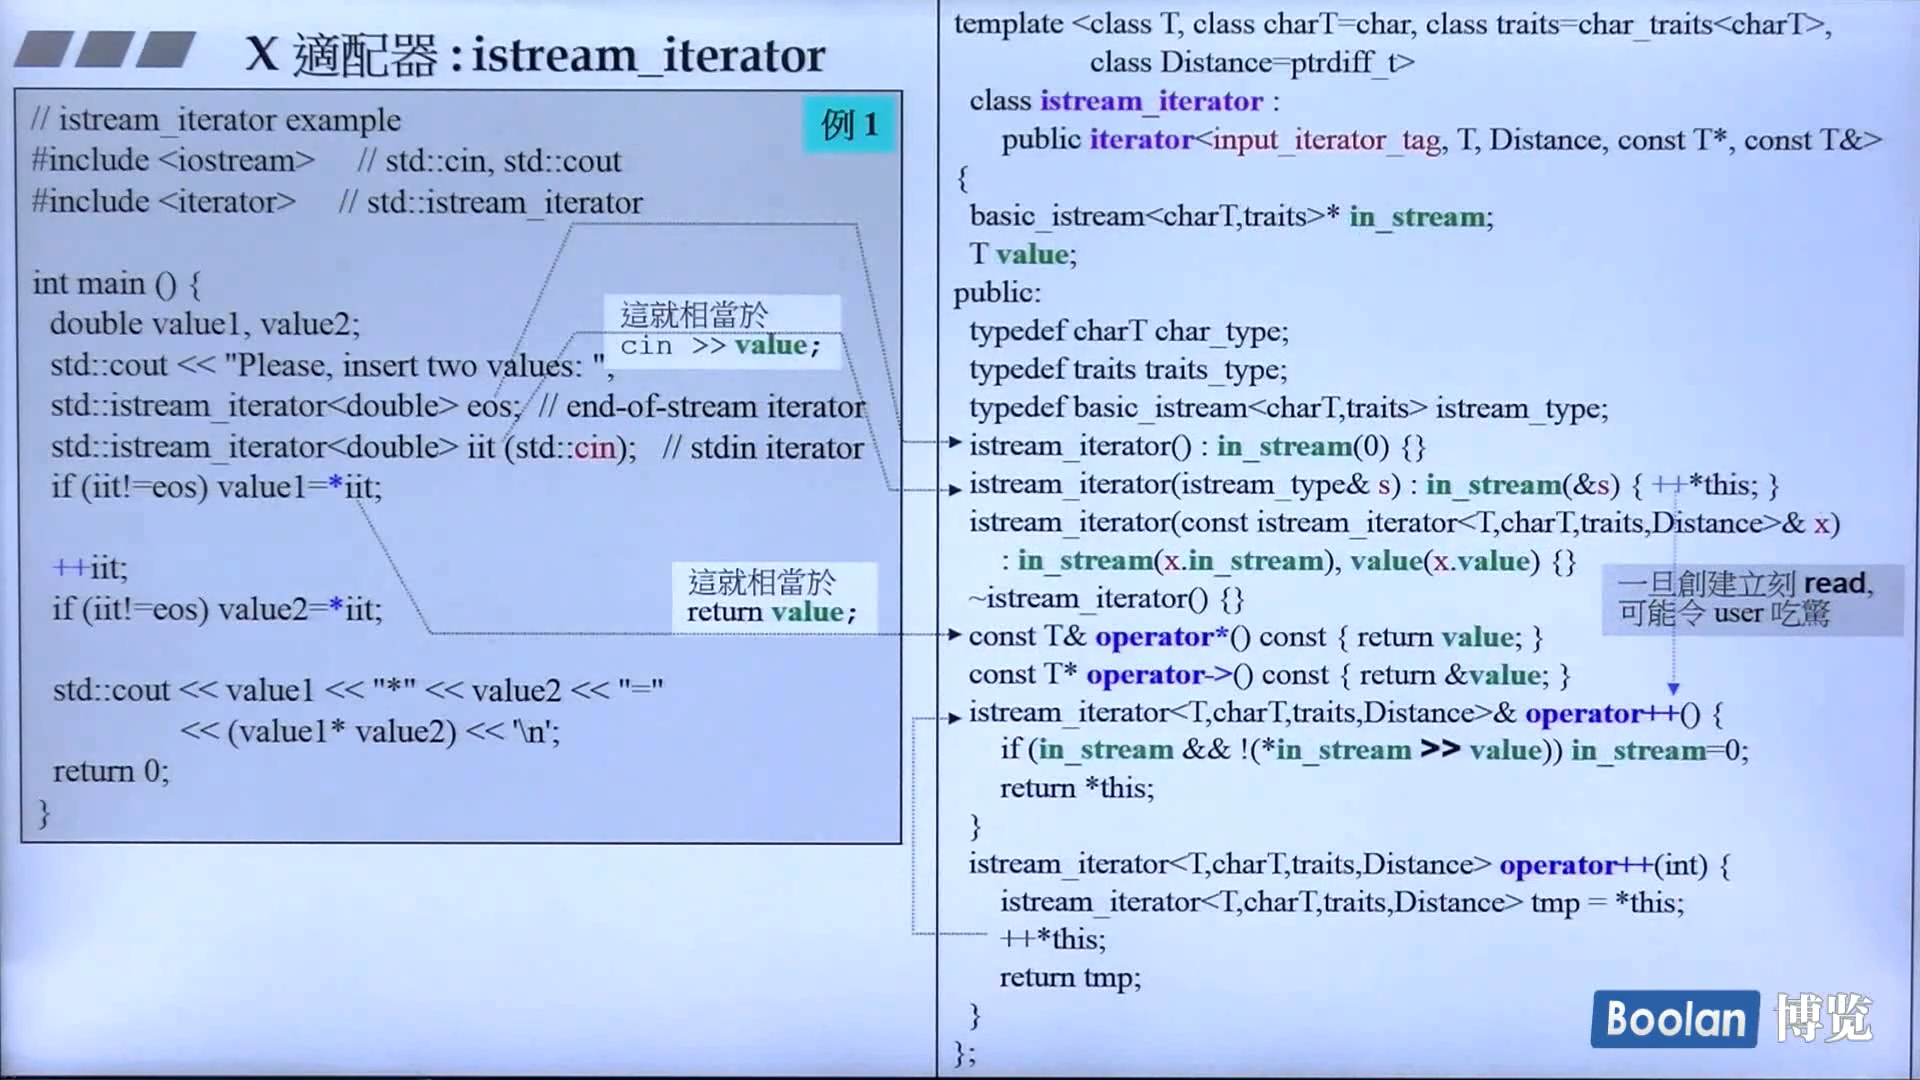 X 適配器 : istream_iterator
// istream_iterator example
例 1
#include <iostream>     // std::cin, std::cout
#include <iterator>     // std::istream_iterator
int main () {
double value1, value2;
std::cout << "Please, insert two values: ";
std::istream_iterator<double> eos;  // end-of-stream iterator
std::istream_iterator<double> iit (std::cin);   // stdin iterator
if (iit!=eos) value1=*iit;
++iit;
if (iit!=eos) value2=*iit;
std::cout << value1 << "*" << value2 << "="
<< (value1* value2) << '\n';
return 0;
}
這就相當於
cin >> value;
這就相當於
return value;
template <class T, class charT=char, class traits=char_traits<charT>,
class Distance=ptrdiff_t>
class istream_iterator :
public iterator<input_iterator_tag, T, Distance, const T*, const T&>
{
basic_istream<charT,traits>* in_stream;
T value;
public:
typedef charT char_type;
typedef traits traits_type;
typedef basic_istream<charT,traits> istream_type;
istream_iterator() : in_stream(0) {}
istream_iterator(istream_type& s) : in_stream(&s) { ++*this; }
istream_iterator(const istream_iterator<T,charT,traits,Distance>& x)
: in_stream(x.in_stream), value(x.value) {}
~istream_iterator() {}
const T& operator*() const { return value; }
const T* operator->() const { return &value; }
istream_iterator<T,charT,traits,Distance>& operator++() {
if (in_stream && !(*in_stream >> value)) in_stream=0;
return *this;
}
istream_iterator<T,charT,traits,Distance> operator++(int) {
istream_iterator<T,charT,traits,Distance> tmp = *this;
++*this;
return tmp;
}
};
一旦創建立刻 read,
可能令 user 吃驚
Boolan 博览